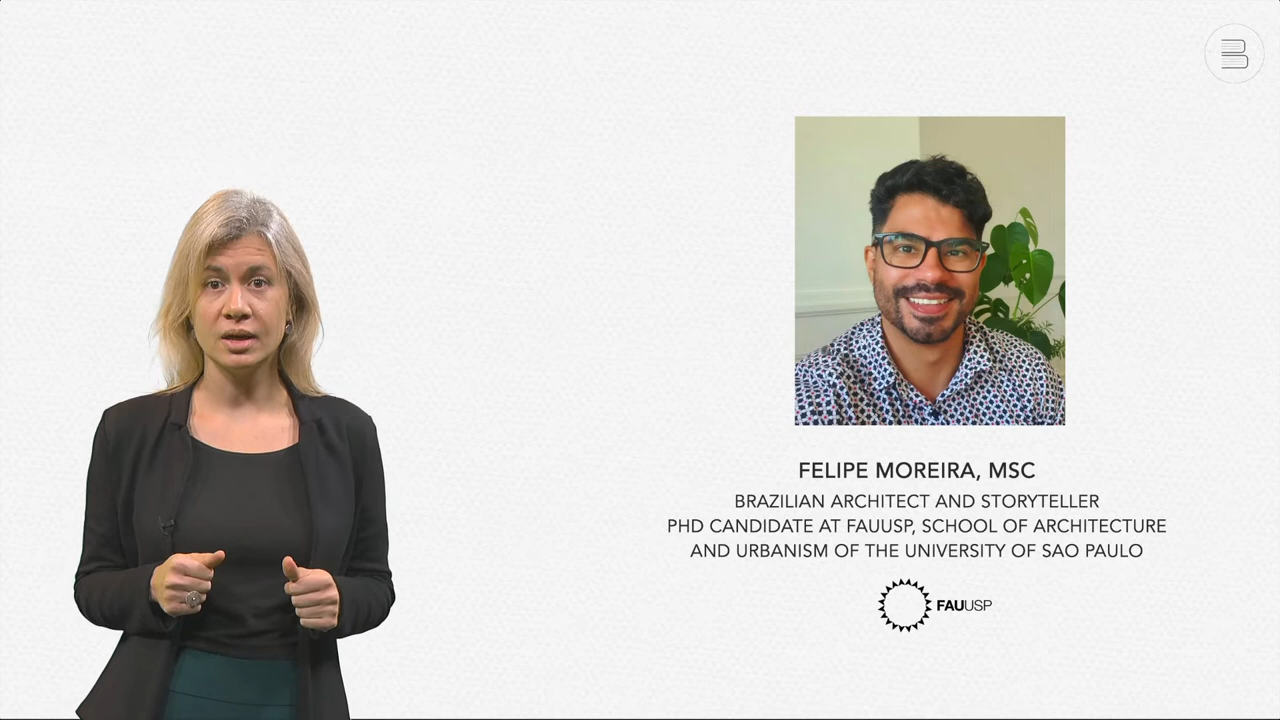 FELIPE MOREIRA, MSC
BRAZILIAN ARCHITECT AND STORYTELLER
PHD CANDIDATE AT FAUUSP, SCHOOL OF ARCHITECTURE
AND URBANISM OF THE UNIVERSITY OF SAO PAULO
FAUUSP